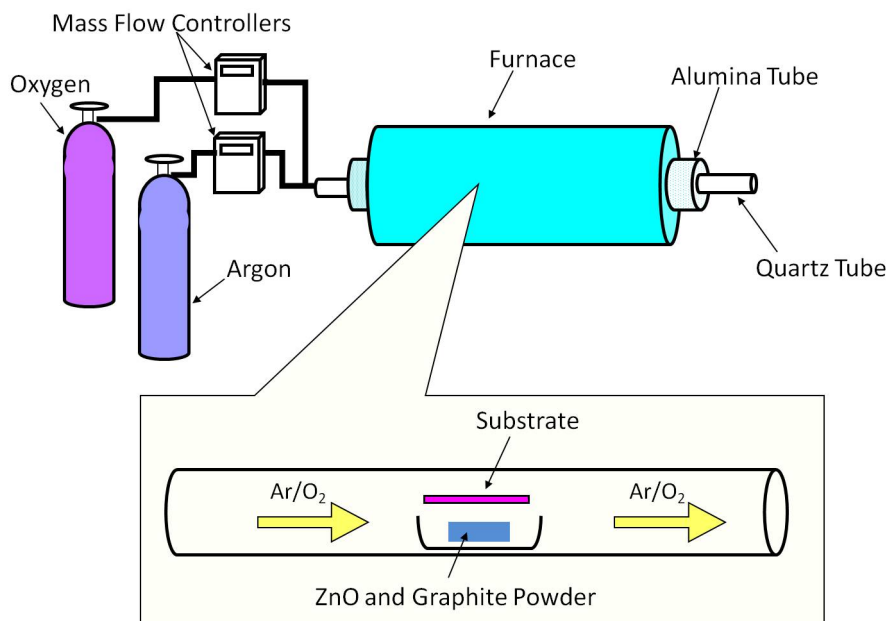 Mass Flow Controllers
Oxygen
Furnace
Alumina Tube
Argon
Quartz Tube
Substrate
Ar/O₂
Ar/O₂
ZnO and Graphite Powder